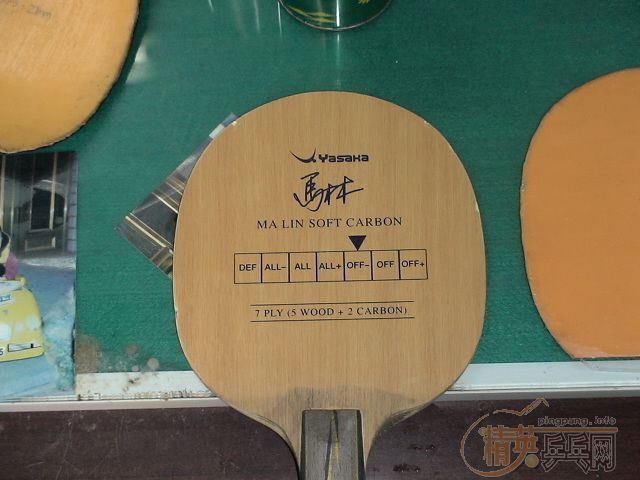 Yasaka
馬林
MA LIN SOFT CARBON
DEF ALL- ALL ALL+ OFF- OFF OFF+
7 PLY (5 WOOD + 2 CARBON)
pingpung.info
精英乒乓网